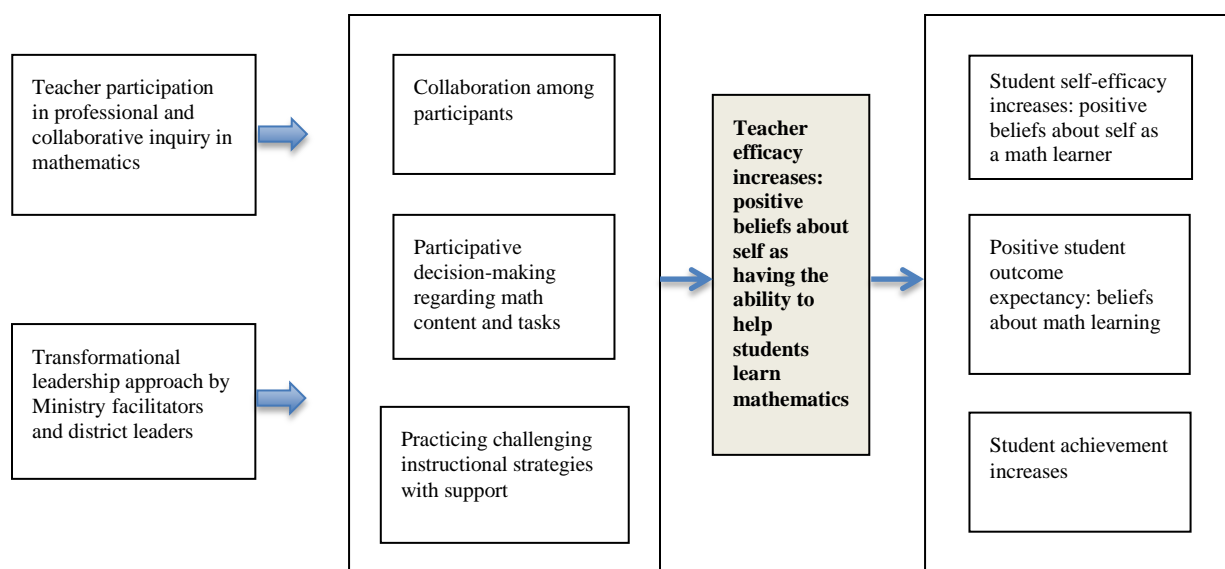 Teacher participation
in professional and
collaborative inquiry in
mathematics
Transformational
leadership approach by
Ministry facilitators
and district leaders
Collaboration among
participants
Participative
decision-making
regarding math
content and tasks
Practicing challenging
instructional strategies
with support
Teacher
efficacy
increases:
positive
beliefs about
self as
having the
ability to
help
students
learn
mathematics
Student self-efficacy
increases: positive
beliefs about self as
a math learner
Positive student
outcome
expectancy: beliefs
about math learning
Student achievement
increases